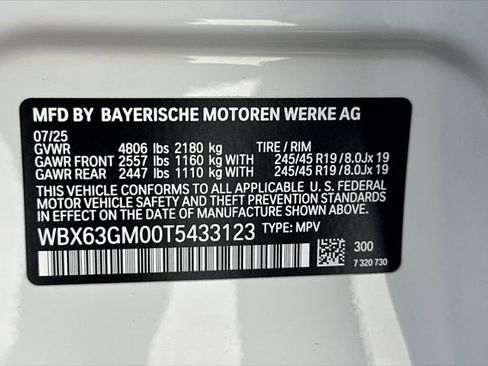 MFD BY BAYERISCHE MOTOREN WERKE AG
07/25
GVWR 4806 lbs 2180 kg TIRE / RIM
GAWR FRONT 2557 lbs 1160 kg WITH 245/45 R19 / 8.0Jx 19
GAWR REAR 2447 lbs 1110 kg WITH 245/45 R19 / 8.0Jx 19
THIS VEHICLE CONFORMS TO ALL APPLICABLE U. S. FEDERAL
MOTOR VEHICLE SAFETY AND THEFT PREVENTION STANDARDS
IN EFFECT ON THE DATE OF MANUFACTURE SHOWN ABOVE.
WBX63GM00T5433123 TYPE: MPV
300
7 320 730